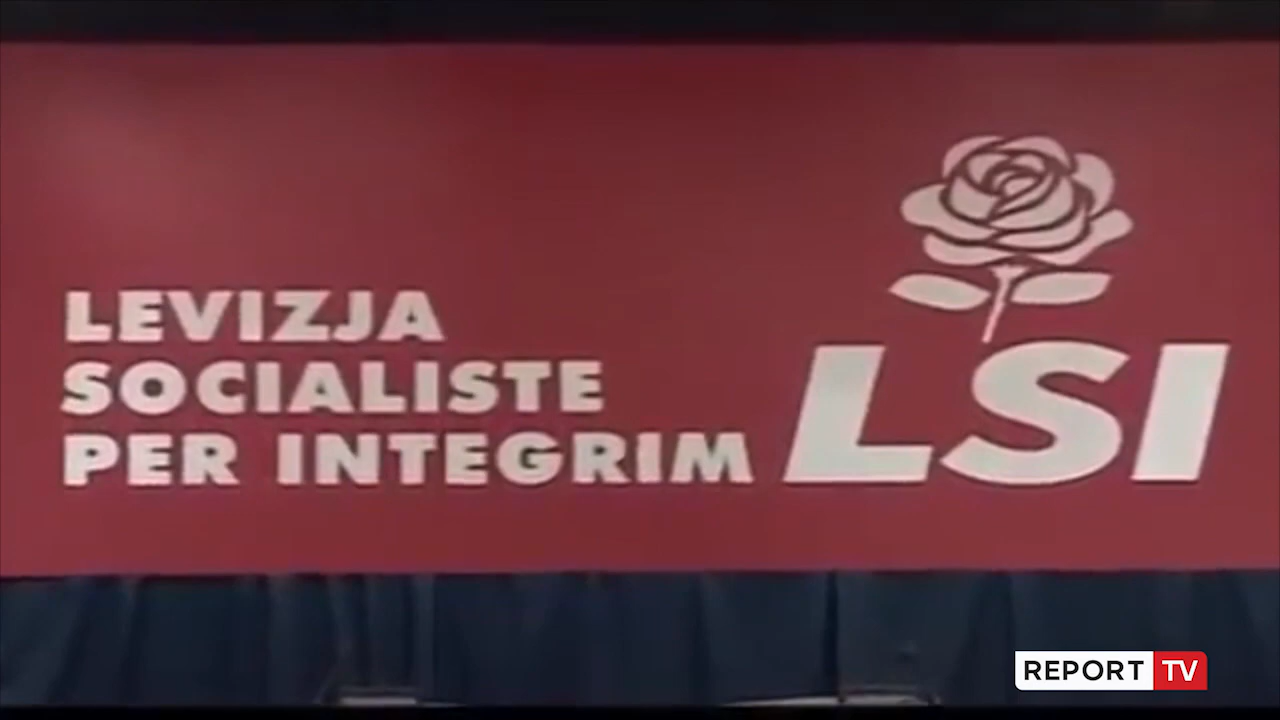 LEVIZJA
SOCIALISTE
PER INTEGRIM
LSI
REPORT TV